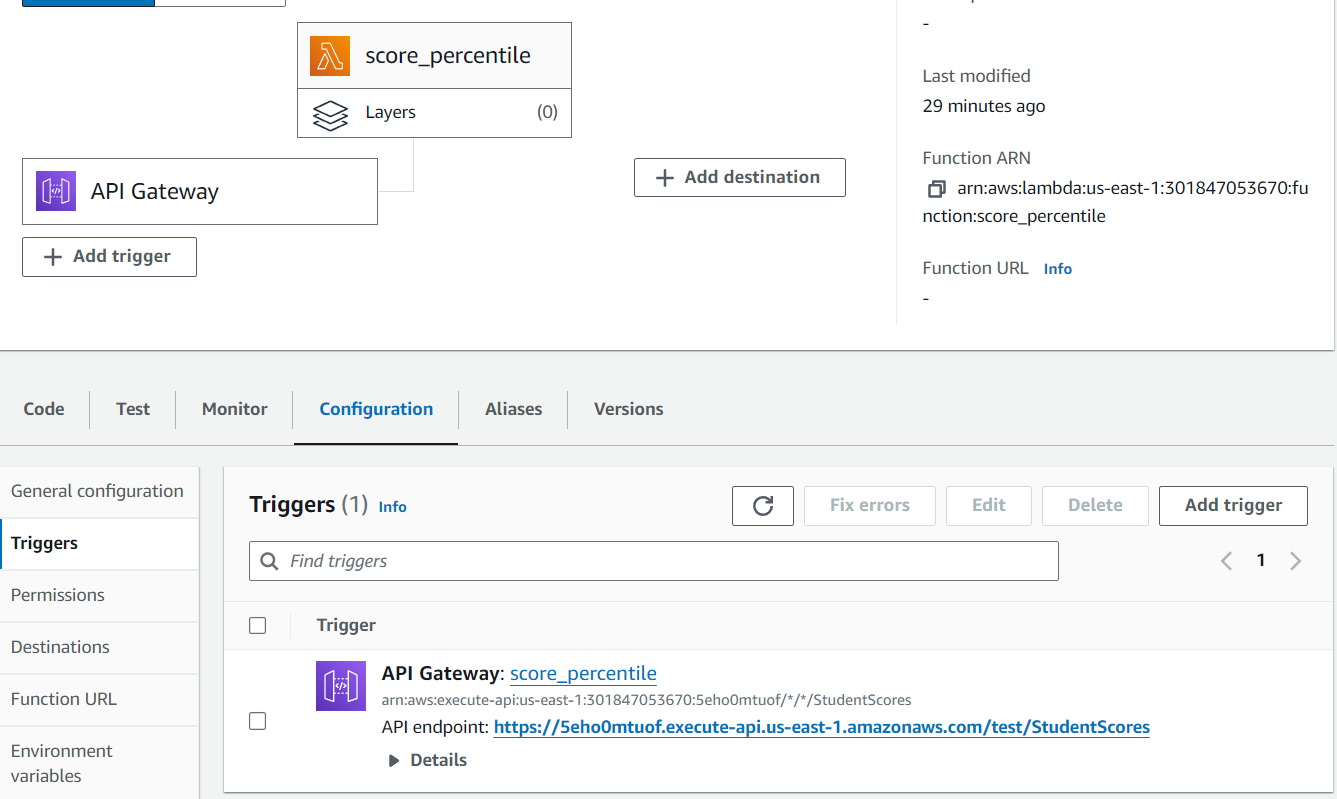 -
score_percentile
Last modified
Layers
(0)
29 minutes ago
Function ARN
API Gateway
Add destination
arn:aws:lambda:us-east-1:301847053670:fu
nction:score_percentile
Add trigger
Function URL Info
-
Code
Test
Monitor
Configuration
Aliases
Versions
General configuration
Triggers
Permissions
Destinations
Function URL
Environment
variables
Triggers (1) Info
Fix errors
Edit
Delete
Add trigger
Find triggers
1
Trigger
API Gateway: score_percentile
arn:aws:execute-api:us-east-1:301847053670:5eho0mtuof/*/*/StudentScores
API endpoint: https://5eho0mtuof.execute-api.us-east-1.amazonaws.com/test/StudentScores
Details